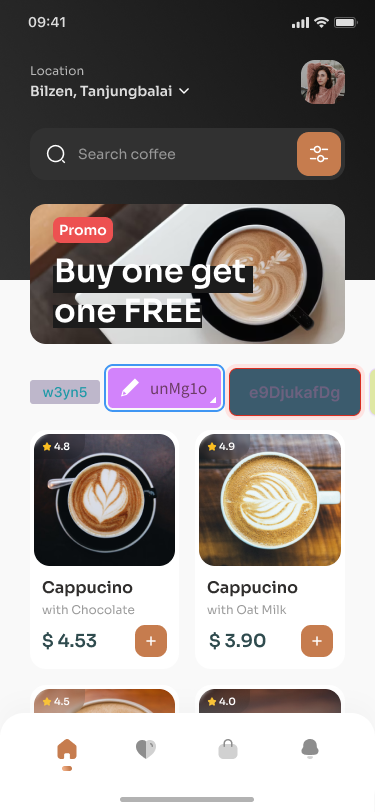 09:41
Location
Bilzen, Tanjungbalai
Search coffee
Promo
Buy one get
one FREE
w3yn5
unMg1o
e9DjukafDg
4.8
4.9
Cappucino
Cappucino
with Chocolate
with Oat Milk
$ 4.53
+
$ 3.90
+
4.5
4.0